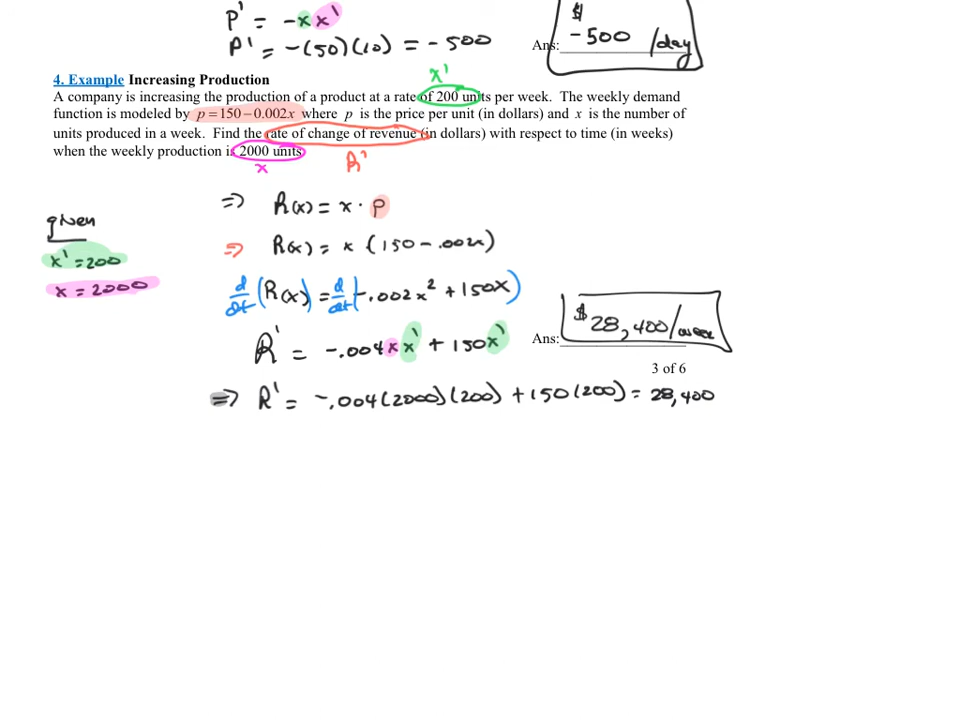 P' = -xx'
P' = -(50)(10) = -500
Ans: $ -500 /day
x'
4. Example Increasing Production
A company is increasing the production of a product at a rate of 200 units per week. The weekly demand
function is modeled by p = 150 − 0.002x where p is the price per unit (in dollars) and x is the number of
units produced in a week. Find the rate of change of revenue (in dollars) with respect to time (in weeks)
when the weekly production is 2000 units.
x R'
=> R(x) = x · p
given
=> R(x) = x (150 - .002x)
x' = 200
x = 2000
d/dt (R(x)) = d/dt (-.002x² + 150x)
R' = -.004xx' + 150x'
Ans: $28,400/week
3 of 6
=> R' = -.004(2000)(200) + 150(200) = 28,400